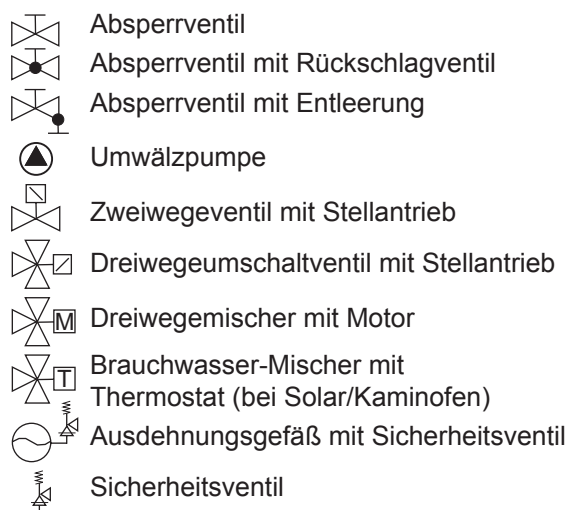 Absperrventil
Absperrventil mit Rückschlagventil
Absperrventil mit Entleerung
Umwälzpumpe
Zweiwegeventil mit Stellantrieb
Dreiwegeumschaltventil mit Stellantrieb
M Dreiwegemischer mit Motor
T Brauchwasser-Mischer mit
Thermostat (bei Solar/Kaminofen)
Ausdehnungsgefäß mit Sicherheitsventil
Sicherheitsventil